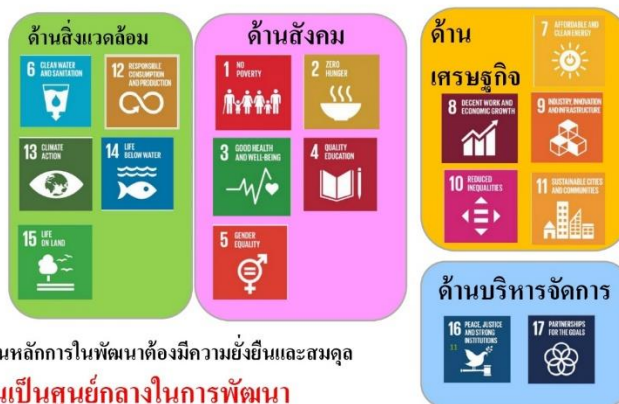 ด้านสิ่งแวดล้อม
6 CLEAN WATER
AND SANITATION
12 RESPONSIBLE
CONSUMPTION
AND PRODUCTION
13 CLIMATE
ACTION
14 LIFE
BELOW WATER
15 LIFE
ON LAND
ด้านสังคม
1 NO
POVERTY
2 ZERO
HUNGER
3 GOOD HEALTH
AND WELL-BEING
4 QUALITY
EDUCATION
5 GENDER
EQUALITY
ด้าน
เศรษฐกิจ
7 AFFORDABLE AND
CLEAN ENERGY
8 DECENT WORK AND
ECONOMIC GROWTH
9 INDUSTRY, INNOVATION
AND INFRASTRUCTURE
10 REDUCED
INEQUALITIES
11 SUSTAINABLE CITIES
AND COMMUNITIES
ด้านบริหารจัดการ
16 PEACE, JUSTICE
AND STRONG
INSTITUTIONS
11
17 PARTNERSHIPS
FOR THE GOALS
นหลักการในพัฒนาต้องมีความยั่งยืนและสมดุล
นเป็นศนย์กลางในการพัฒนา